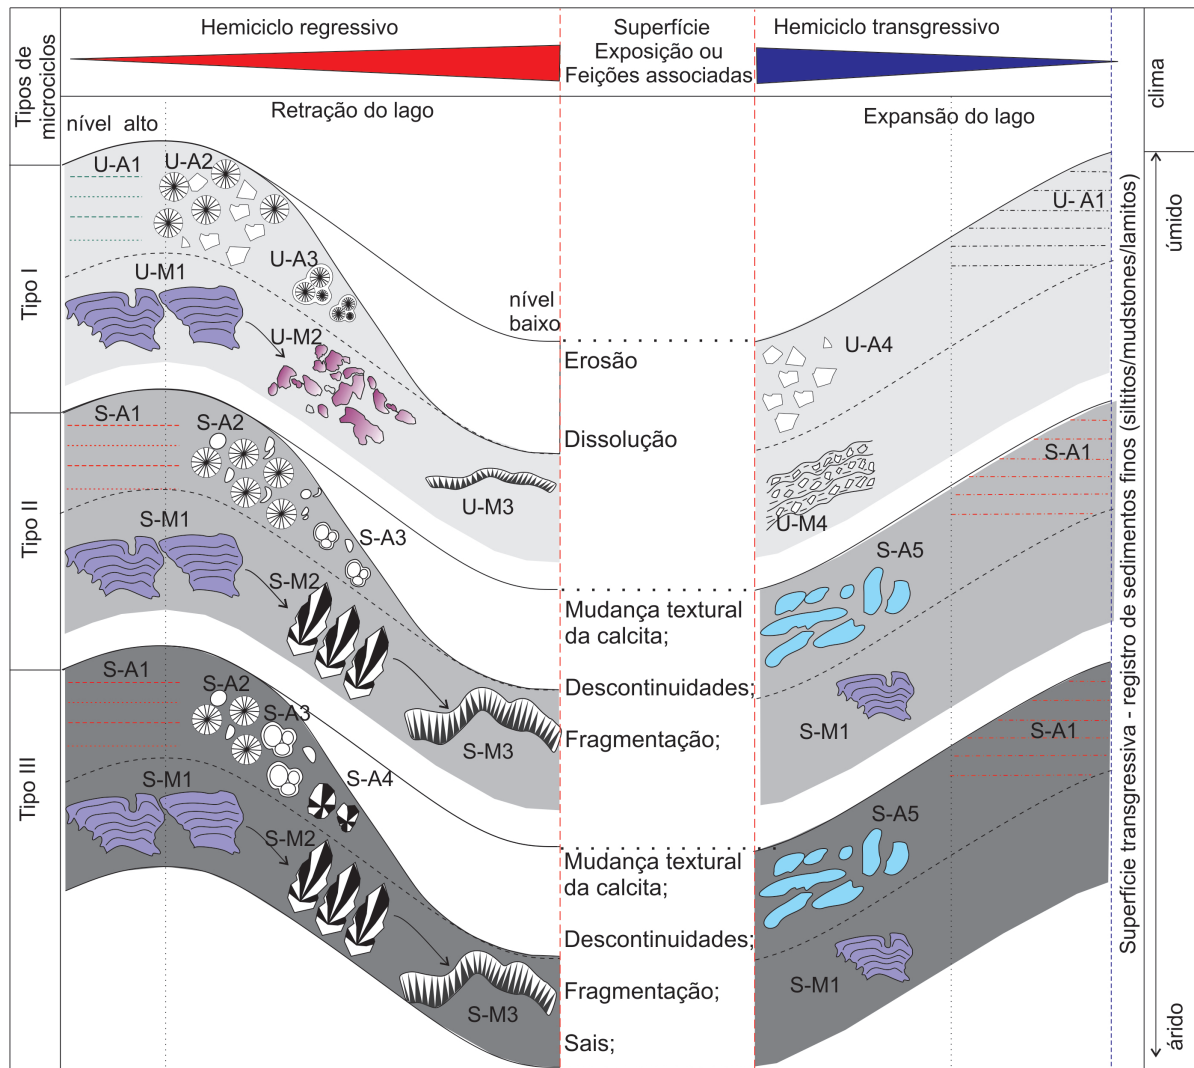 Hemiciclo regressivo
Superfície
Exposição ou
Feições associadas
Hemiciclo transgressivo
Tipos de
microciclos
clima
nível alto
Retração do lago
Expansão do lago
Tipo I
U-A1
U-A2
U-A3
U-M1
U-M2
nível
baixo
U-M3
Erosão
Dissolução
U- A1
U-A4
U-M4
Tipo II
S-A1
S-A2
S-A3
S-M1
S-M2
S-M3
Mudança textural
da calcita;
Descontinuidades;
Fragmentação;
S-A1
S-A5
S-M1
Tipo III
S-A1
S-A2
S-A3
S-A4
S-M1
S-M2
S-M3
Mudança textural
da calcita;
Descontinuidades;
Fragmentação;
Sais;
S-A1
S-A5
S-M1
Superfície transgressiva - registro de sedimentos finos (siltitos/mudstones/lamitos)
úmido
árido